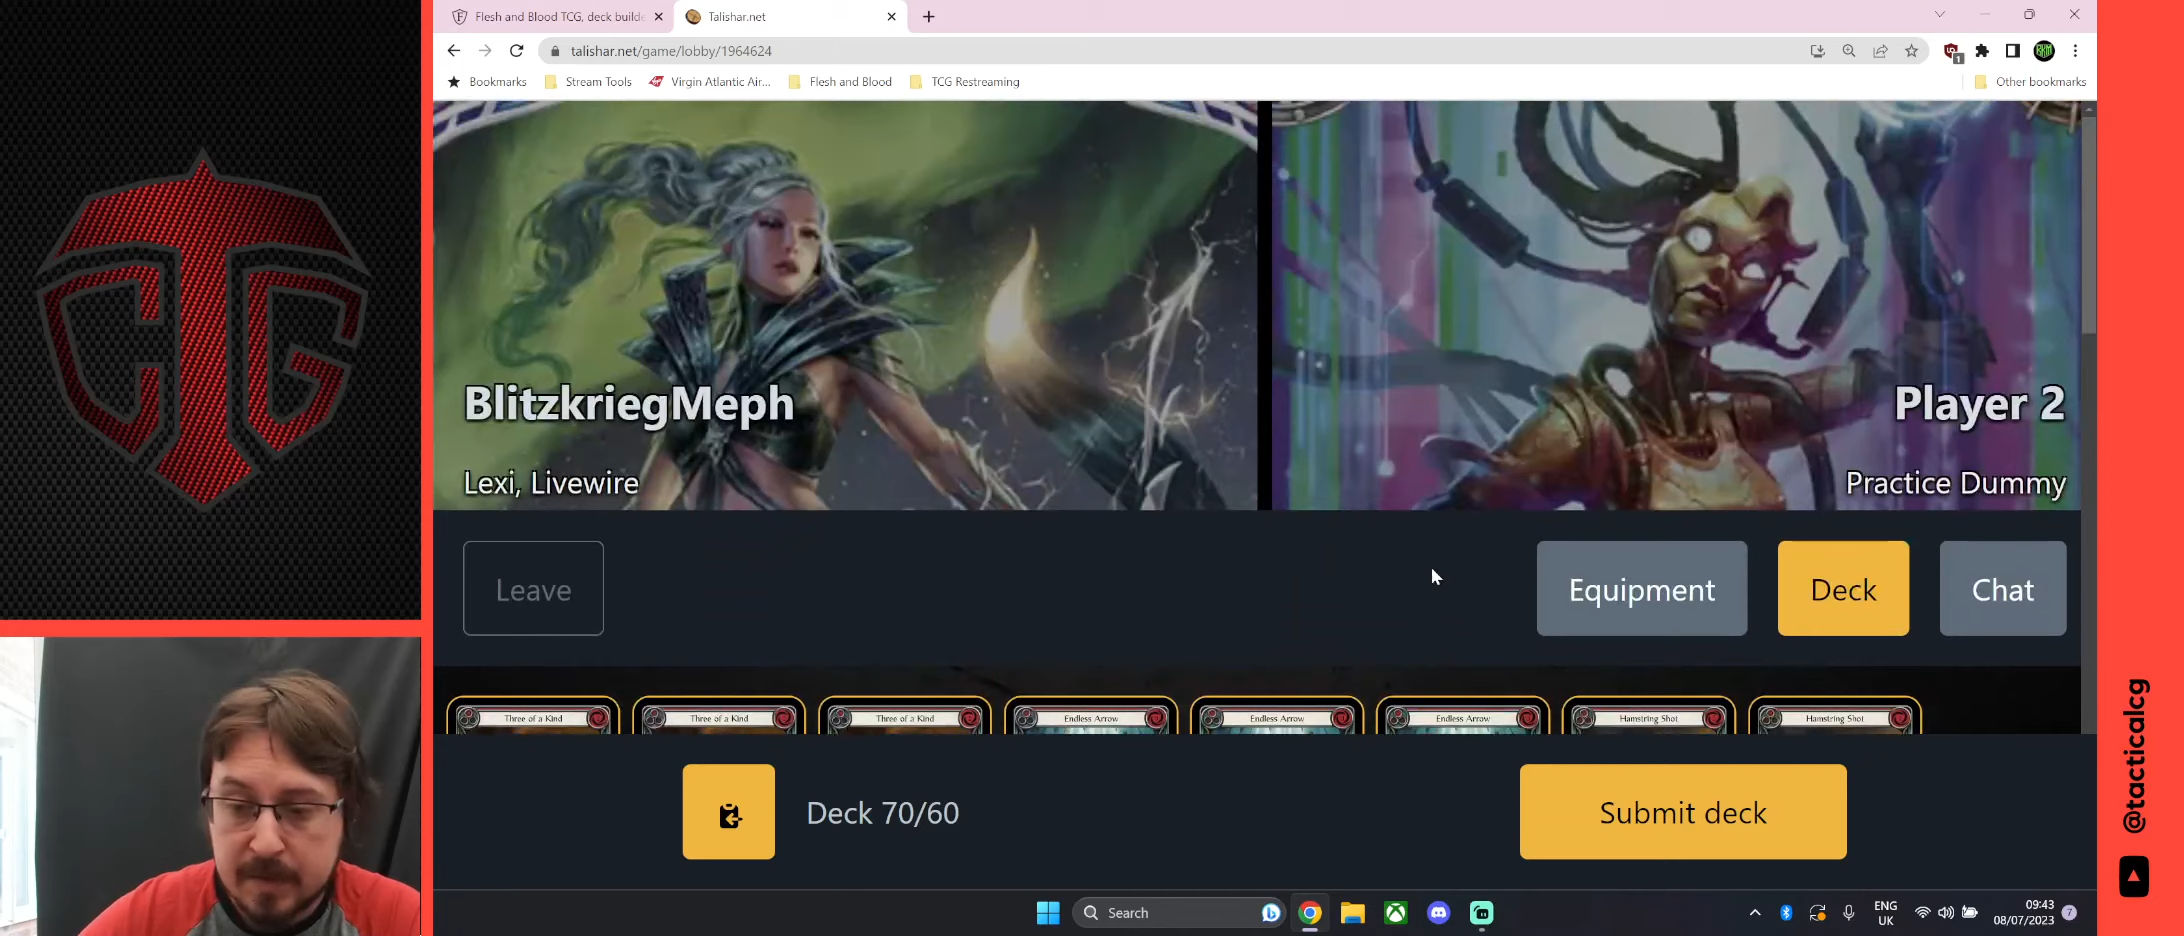 Flesh and Blood TCG, deck builde
Talishar.net
talishar.net/game/lobby/1964624
Bookmarks
Stream Tools
Virgin Atlantic Air...
Flesh and Blood
TCG Restreaming
Other bookmarks
BlitzkriegMeph
Lexi, Livewire
Player 2
Practice Dummy
Leave
Equipment
Deck
Chat
Three of a Kind
Three of a Kind
Three of a Kind
Endless Arrow
Endless Arrow
Endless Arrow
Hamstring Shot
Hamstring Shot
Deck 70/60
Submit deck
Search
ENG
UK
09:43
08/07/2023
7
@tacticalcg
CTG